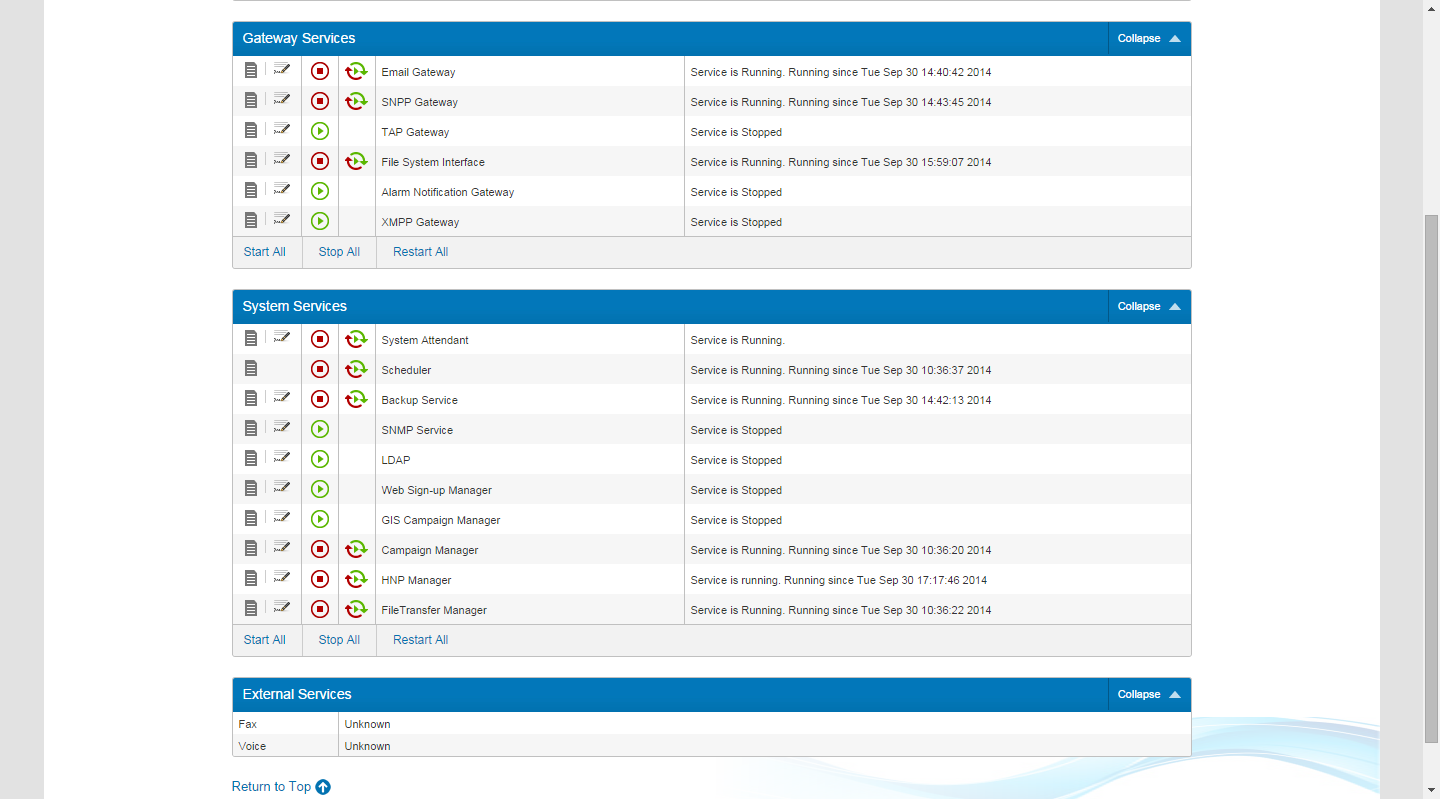 Gateway Services Collapse
Email Gateway Service is Running. Running since Tue Sep 30 14:40:42 2014
SNPP Gateway Service is Running. Running since Tue Sep 30 14:43:45 2014
TAP Gateway Service is Stopped
File System Interface Service is Running. Running since Tue Sep 30 15:59:07 2014
Alarm Notification Gateway Service is Stopped
XMPP Gateway Service is Stopped
Start All Stop All Restart All
System Services Collapse
System Attendant Service is Running.
Scheduler Service is Running. Running since Tue Sep 30 10:36:37 2014
Backup Service Service is Running. Running since Tue Sep 30 14:42:13 2014
SNMP Service Service is Stopped
LDAP Service is Stopped
Web Sign-up Manager Service is Stopped
GIS Campaign Manager Service is Stopped
Campaign Manager Service is Running. Running since Tue Sep 30 10:36:20 2014
HNP Manager Service is running. Running since Tue Sep 30 17:17:46 2014
FileTransfer Manager Service is Running. Running since Tue Sep 30 10:36:22 2014
Start All Stop All Restart All
External Services Collapse
Fax Unknown
Voice Unknown
Return to Top